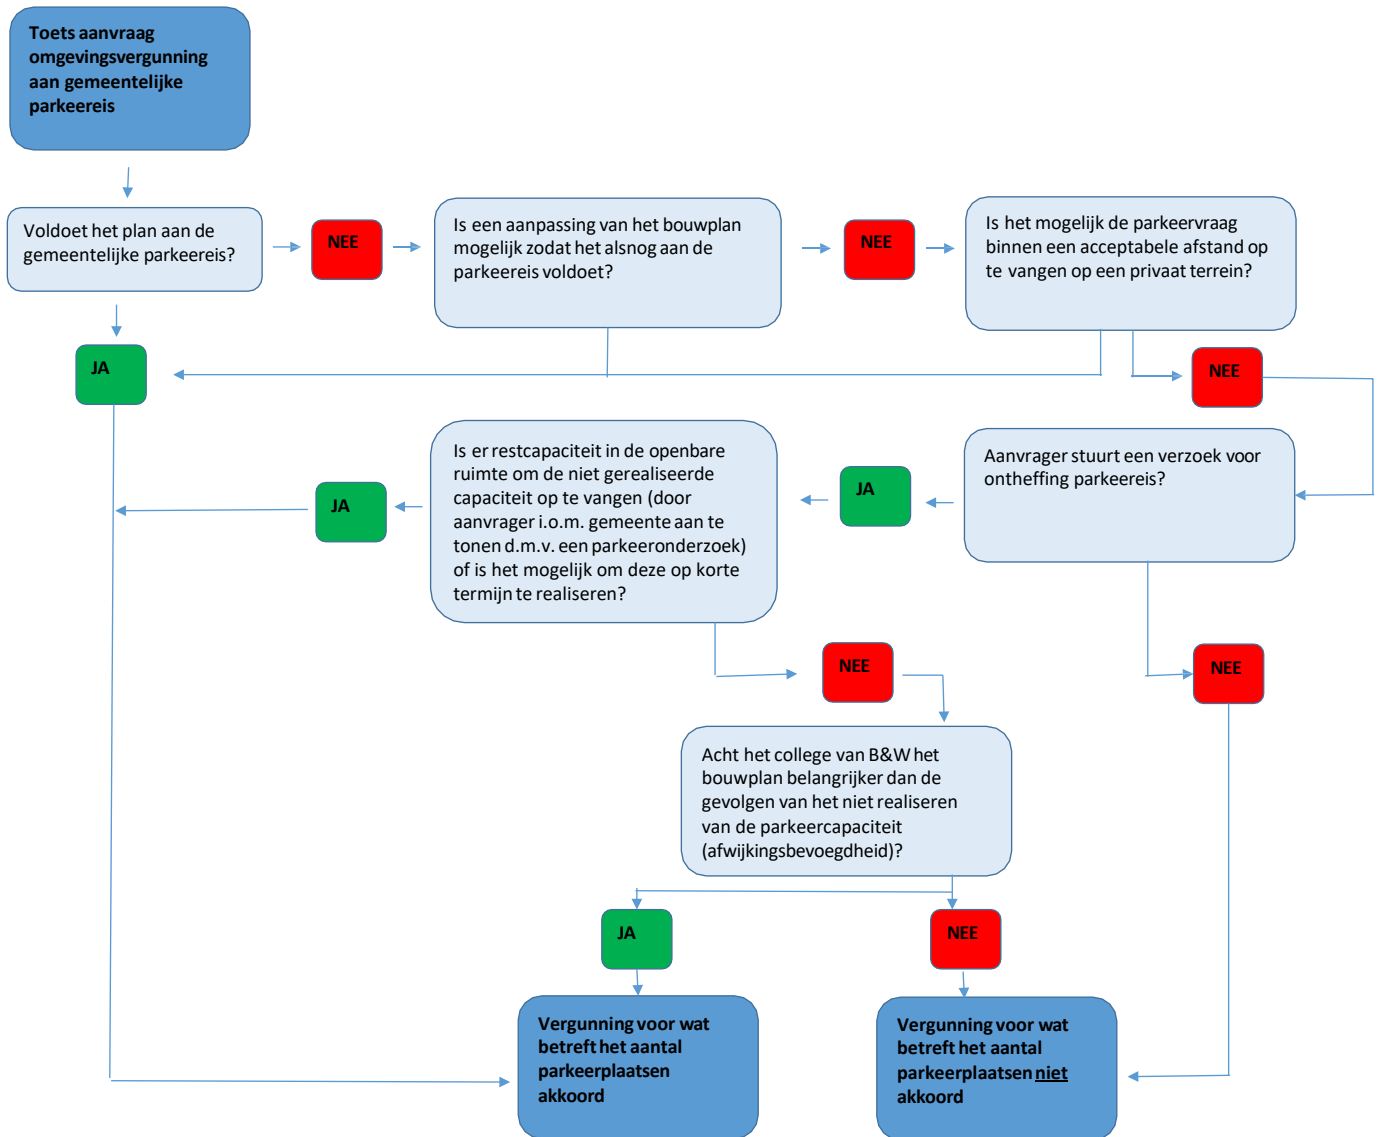 Toets aanvraag
omgevingsvergunning
aan gemeentelijke
parkeereis
Voldoet het plan aan de
gemeentelijke parkeereis?
NEE
Is een aanpassing van het bouwplan
mogelijk zodat het alsnog aan de
parkeereis voldoet?
NEE
Is het mogelijk de parkeervraag
binnen een acceptabele afstand op
te vangen op een privaat terrein?
JA
NEE
Aanvrager stuurt een verzoek voor
ontheffing parkeereis?
JA
Is er restcapaciteit in de openbare
ruimte om de niet gerealiseerde
capaciteit op te vangen (door
aanvrager i.o.m. gemeente aan te
tonen d.m.v. een parkeeronderzoek)
of is het mogelijk om deze op korte
termijn te realiseren?
JA
NEE
NEE
Acht het college van B&W het
bouwplan belangrijker dan de
gevolgen van het niet realiseren
van de parkeercapaciteit
(afwijkingsbevoegdheid)?
JA
NEE
Vergunning voor wat
betreft het aantal
parkeerplaatsen
akkoord
Vergunning voor wat
betreft het aantal
parkeerplaatsen niet
akkoord